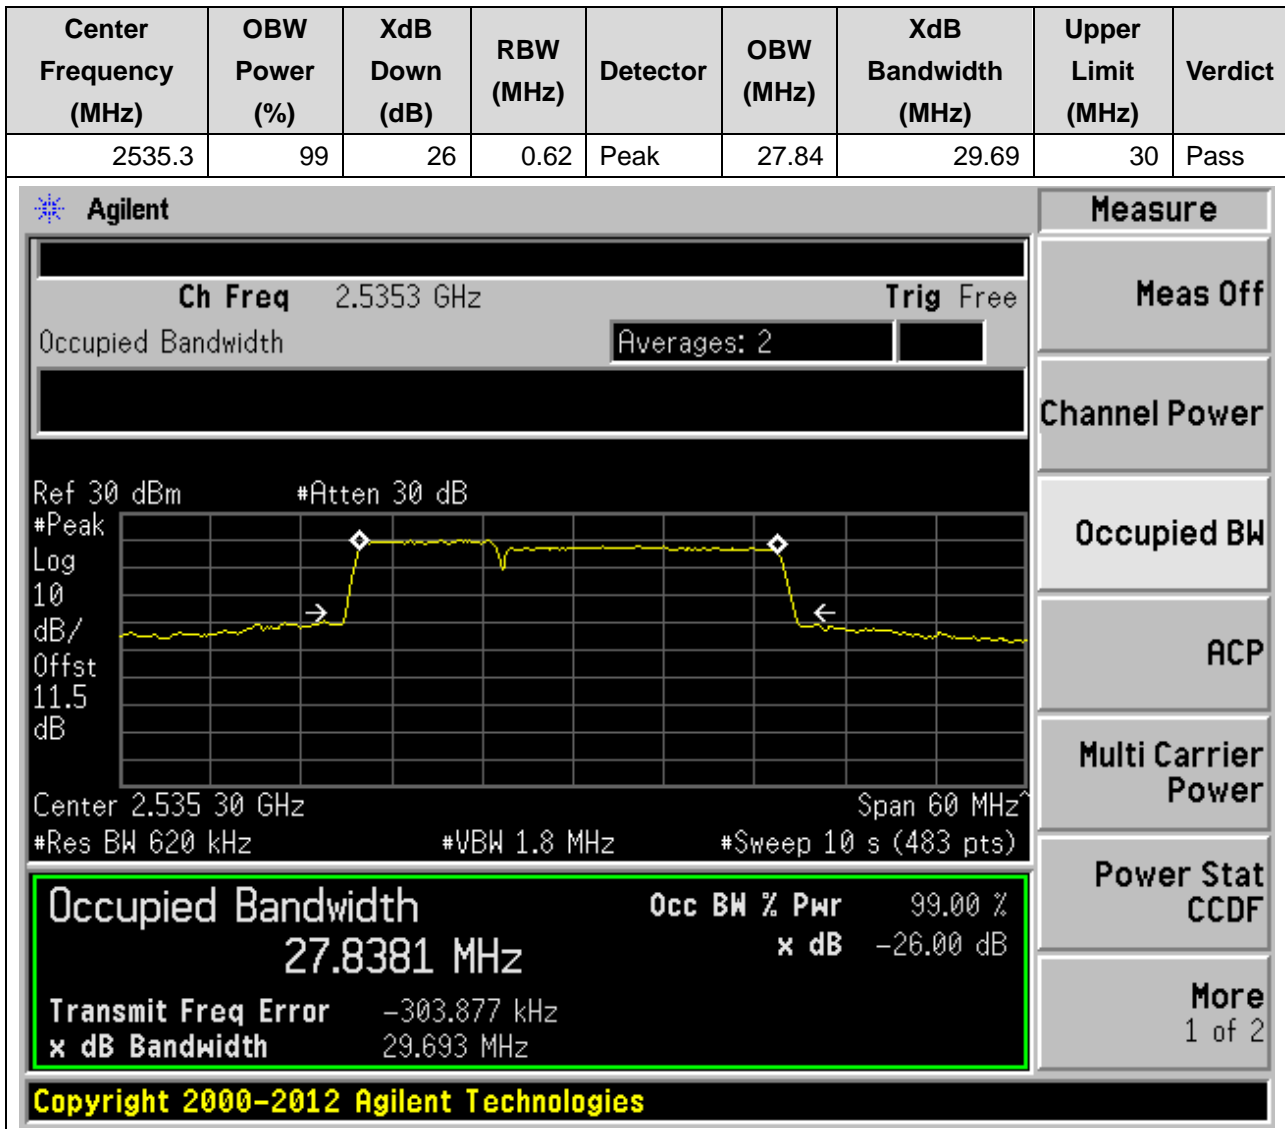 Center Frequency (MHz) OBW Power (%) XdB Down (dB) RBW (MHz) Detector OBW (MHz) XdB Bandwidth (MHz) Upper Limit (MHz) Verdict
2535.3 99 26 0.62 Peak 27.84 29.69 30 Pass
Agilent
Measure
Ch Freq 2.5353 GHz Trig Free
Meas Off
Occupied Bandwidth Averages: 2
Channel Power
Ref 30 dBm #Atten 30 dB
#Peak
Log
10
dB/
Offst
11.5
dB
Occupied BW
ACP
Multi Carrier
Power
Center 2.535 30 GHz Span 60 MHz^
#Res BW 620 kHz #VBW 1.8 MHz #Sweep 10 s (483 pts)
Power Stat
CCDF
Occupied Bandwidth Occ BW % Pwr 99.00 %
27.8381 MHz x dB -26.00 dB
Transmit Freq Error -303.877 kHz
x dB Bandwidth 29.693 MHz
More
1 of 2
Copyright 2000-2012 Agilent Technologies